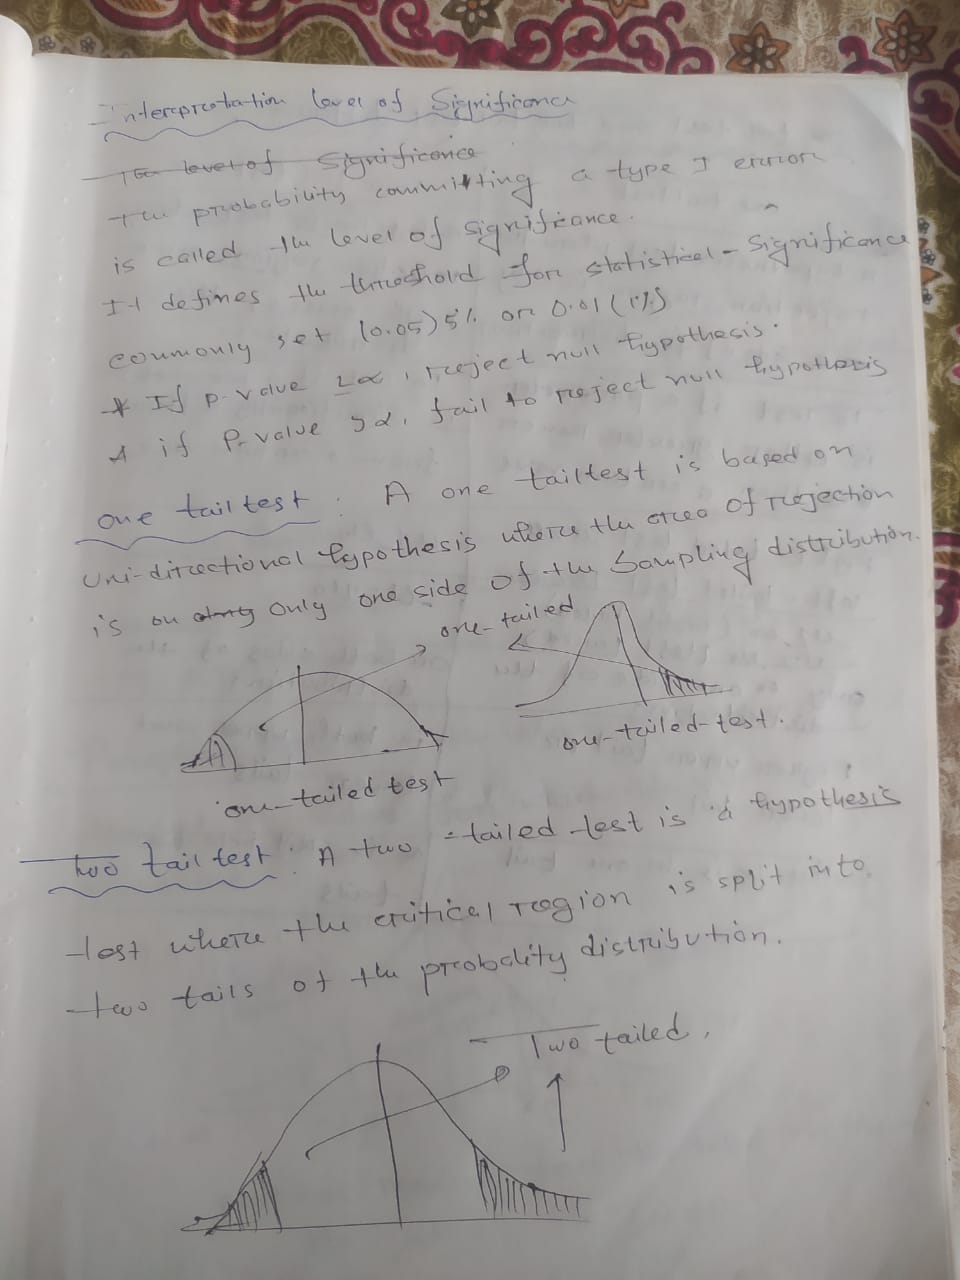 Interpretation level of Significance
The level of Significance
the probability committing a type I error
is called the level of significance.
It defines the threshold for statistical - Significance
commonly set (0.05) 5% or 0.01 (1%)
* If p-value ≤α, reject null hypothesis.
* if P-value >α, fail to reject null hypothesis
one tail test : A one tailtest is based on
uni-directional hypothesis where the area of rejection
is on only one side of the Sampling distribution.
one-tailed
one-tailed-test.
one-tailed test
Two tail test : A two-tailed test is a hypothesis
test where the critical region is split into
two tails of the probality distribution.
Two tailed.